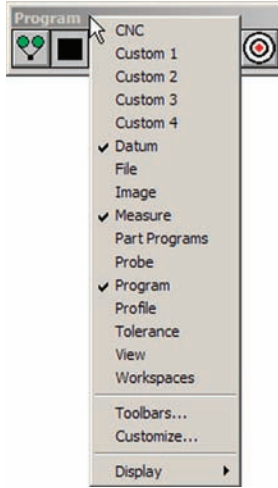 Program
CNC
Custom 1
Custom 2
Custom 3
Custom 4
Datum
File
Image
Measure
Part Programs
Probe
Program
Profile
Tolerance
View
Workspaces
Toolbars...
Customize...
Display